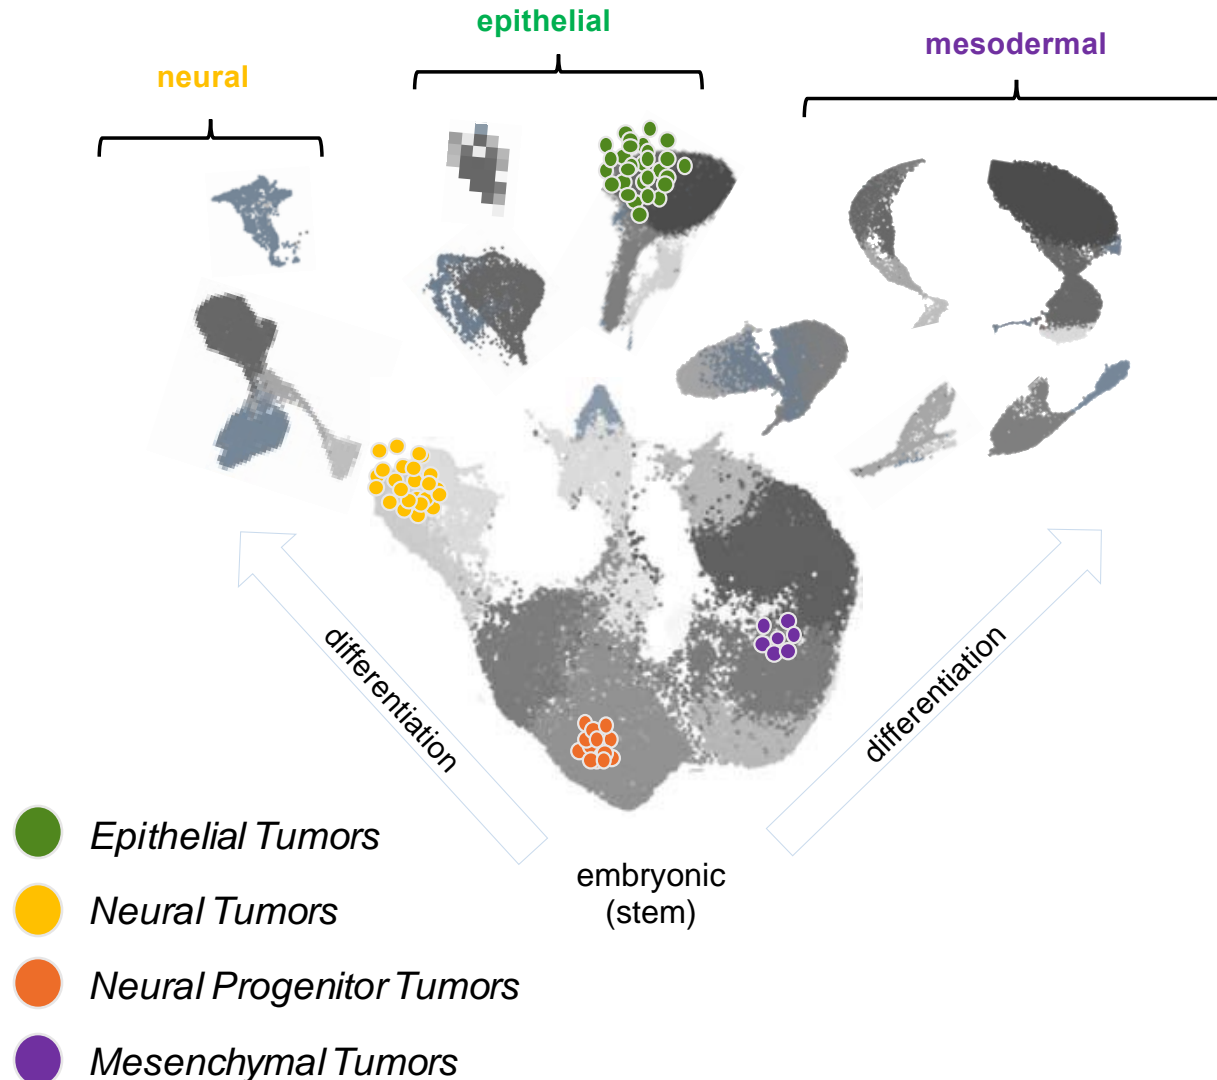 epithelial
mesodermal
neural
differentiation
differentiation
embryonic
(stem)
Epithelial Tumors
Neural Tumors
Neural Progenitor Tumors
Mesenchymal Tumors